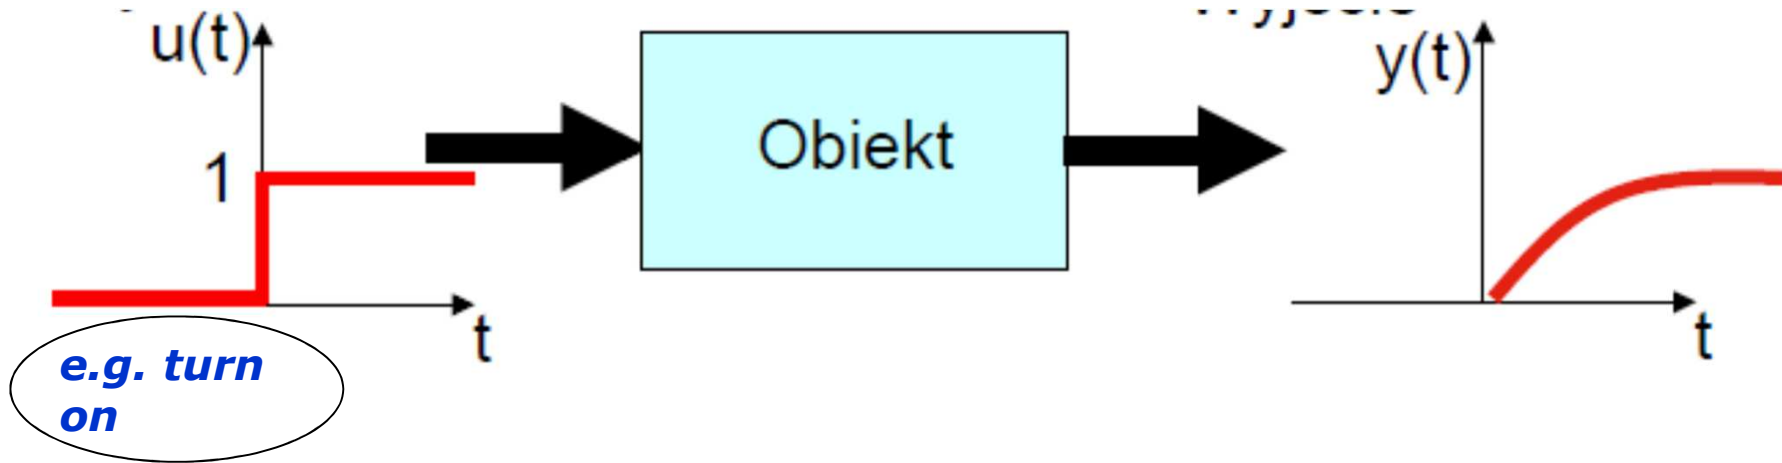 u(t)
y(t)
Obiekt
1
t
t
e.g. turn
on